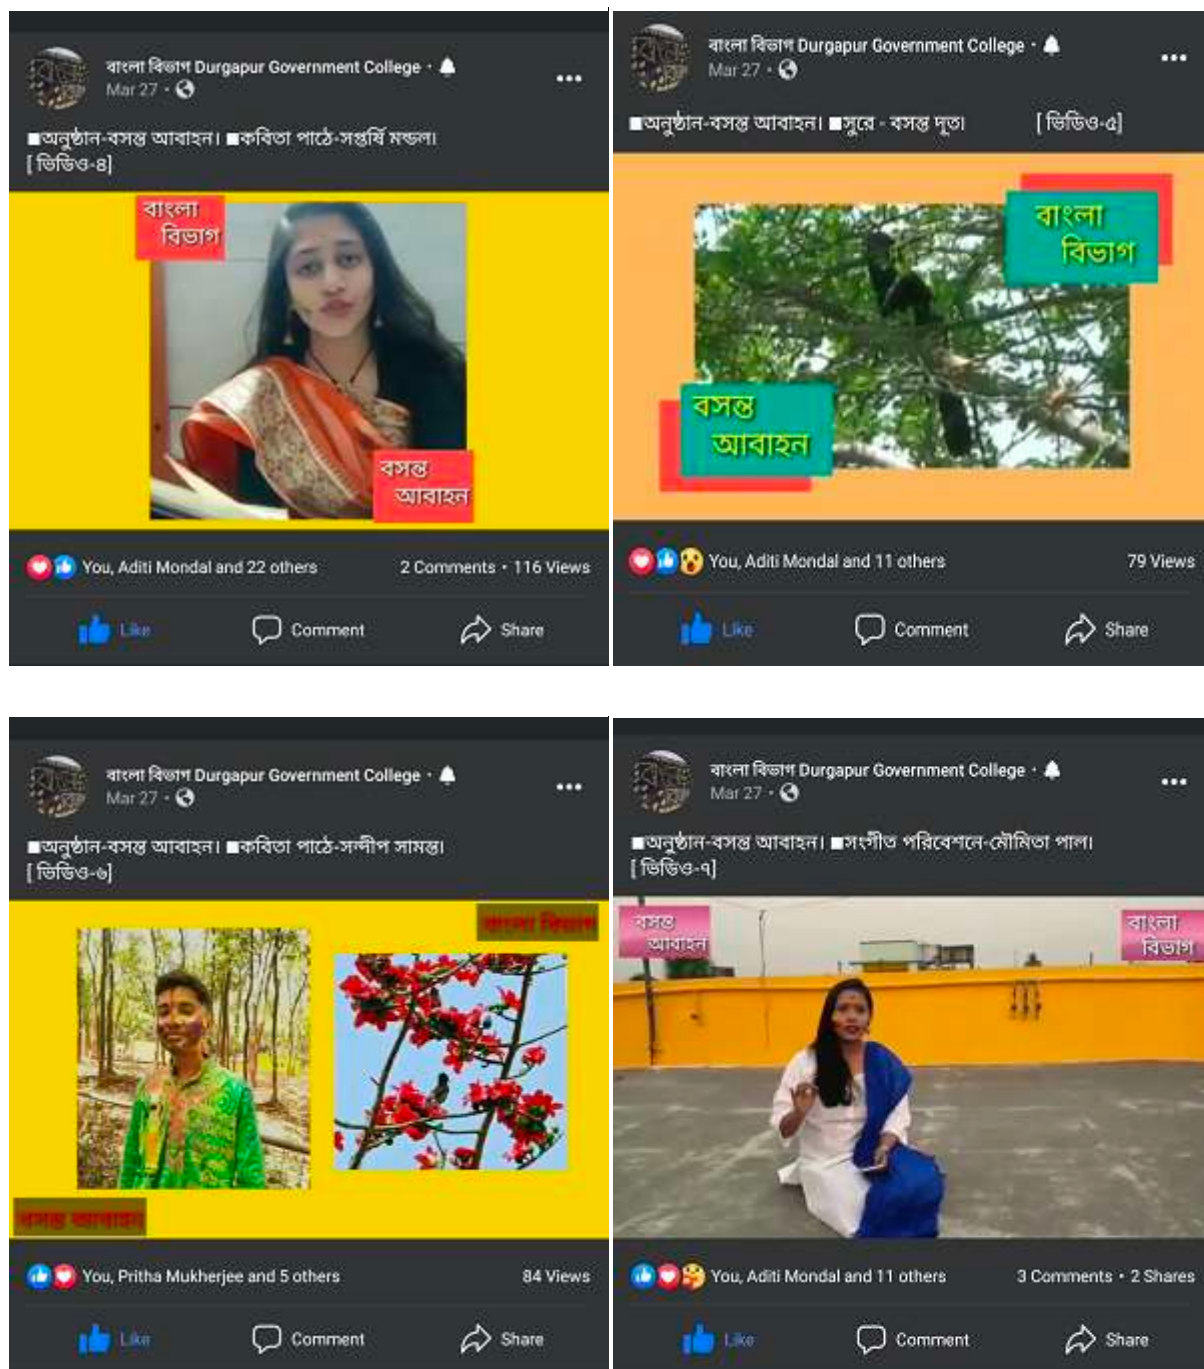 বাংলা বিভাগ Durgapur Government College ·
Mar 27 ·
■অনুষ্ঠান-বসন্ত আবাহন। ■কবিতা পাঠে-সপ্তর্ষি মন্ডল।
[ ভিডিও-৪]
বাংলা
বিভাগ
বসন্ত
আবাহন
You, Aditi Mondal and 22 others 2 Comments • 116 Views
Like Comment Share
বাংলা বিভাগ Durgapur Government College ·
Mar 27 ·
■অনুষ্ঠান-বসন্ত আবাহন। ■সুরে - বসন্ত দূত। [ ভিডিও-৫]
বাংলা
বিভাগ
বসন্ত
আবাহন
You, Aditi Mondal and 11 others 79 Views
Like Comment Share
বাংলা বিভাগ Durgapur Government College ·
Mar 27 ·
■অনুষ্ঠান-বসন্ত আবাহন। ■কবিতা পাঠে-সন্দীপ সামন্ত।
[ ভিডিও-৬]
বাংলা বিভাগ
বসন্ত আবাহন
You, Pritha Mukherjee and 5 others 84 Views
Like Comment Share
বাংলা বিভাগ Durgapur Government College ·
Mar 27 ·
■অনুষ্ঠান-বসন্ত আবাহন। ■সংগীত পরিবেশনে-মৌমিতা পাল।
[ ভিডিও-৭]
বসন্ত
আবাহন
বাংলা
বিভাগ
You, Aditi Mondal and 11 others 3 Comments • 2 Shares
Like Comment Share